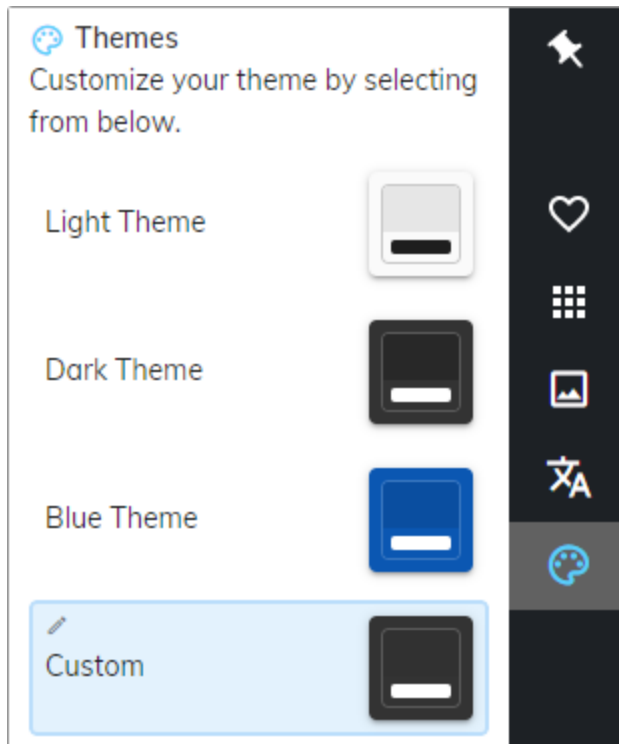 Themes
Customize your theme by selecting
from below.
Light Theme
Dark Theme
Blue Theme
Custom